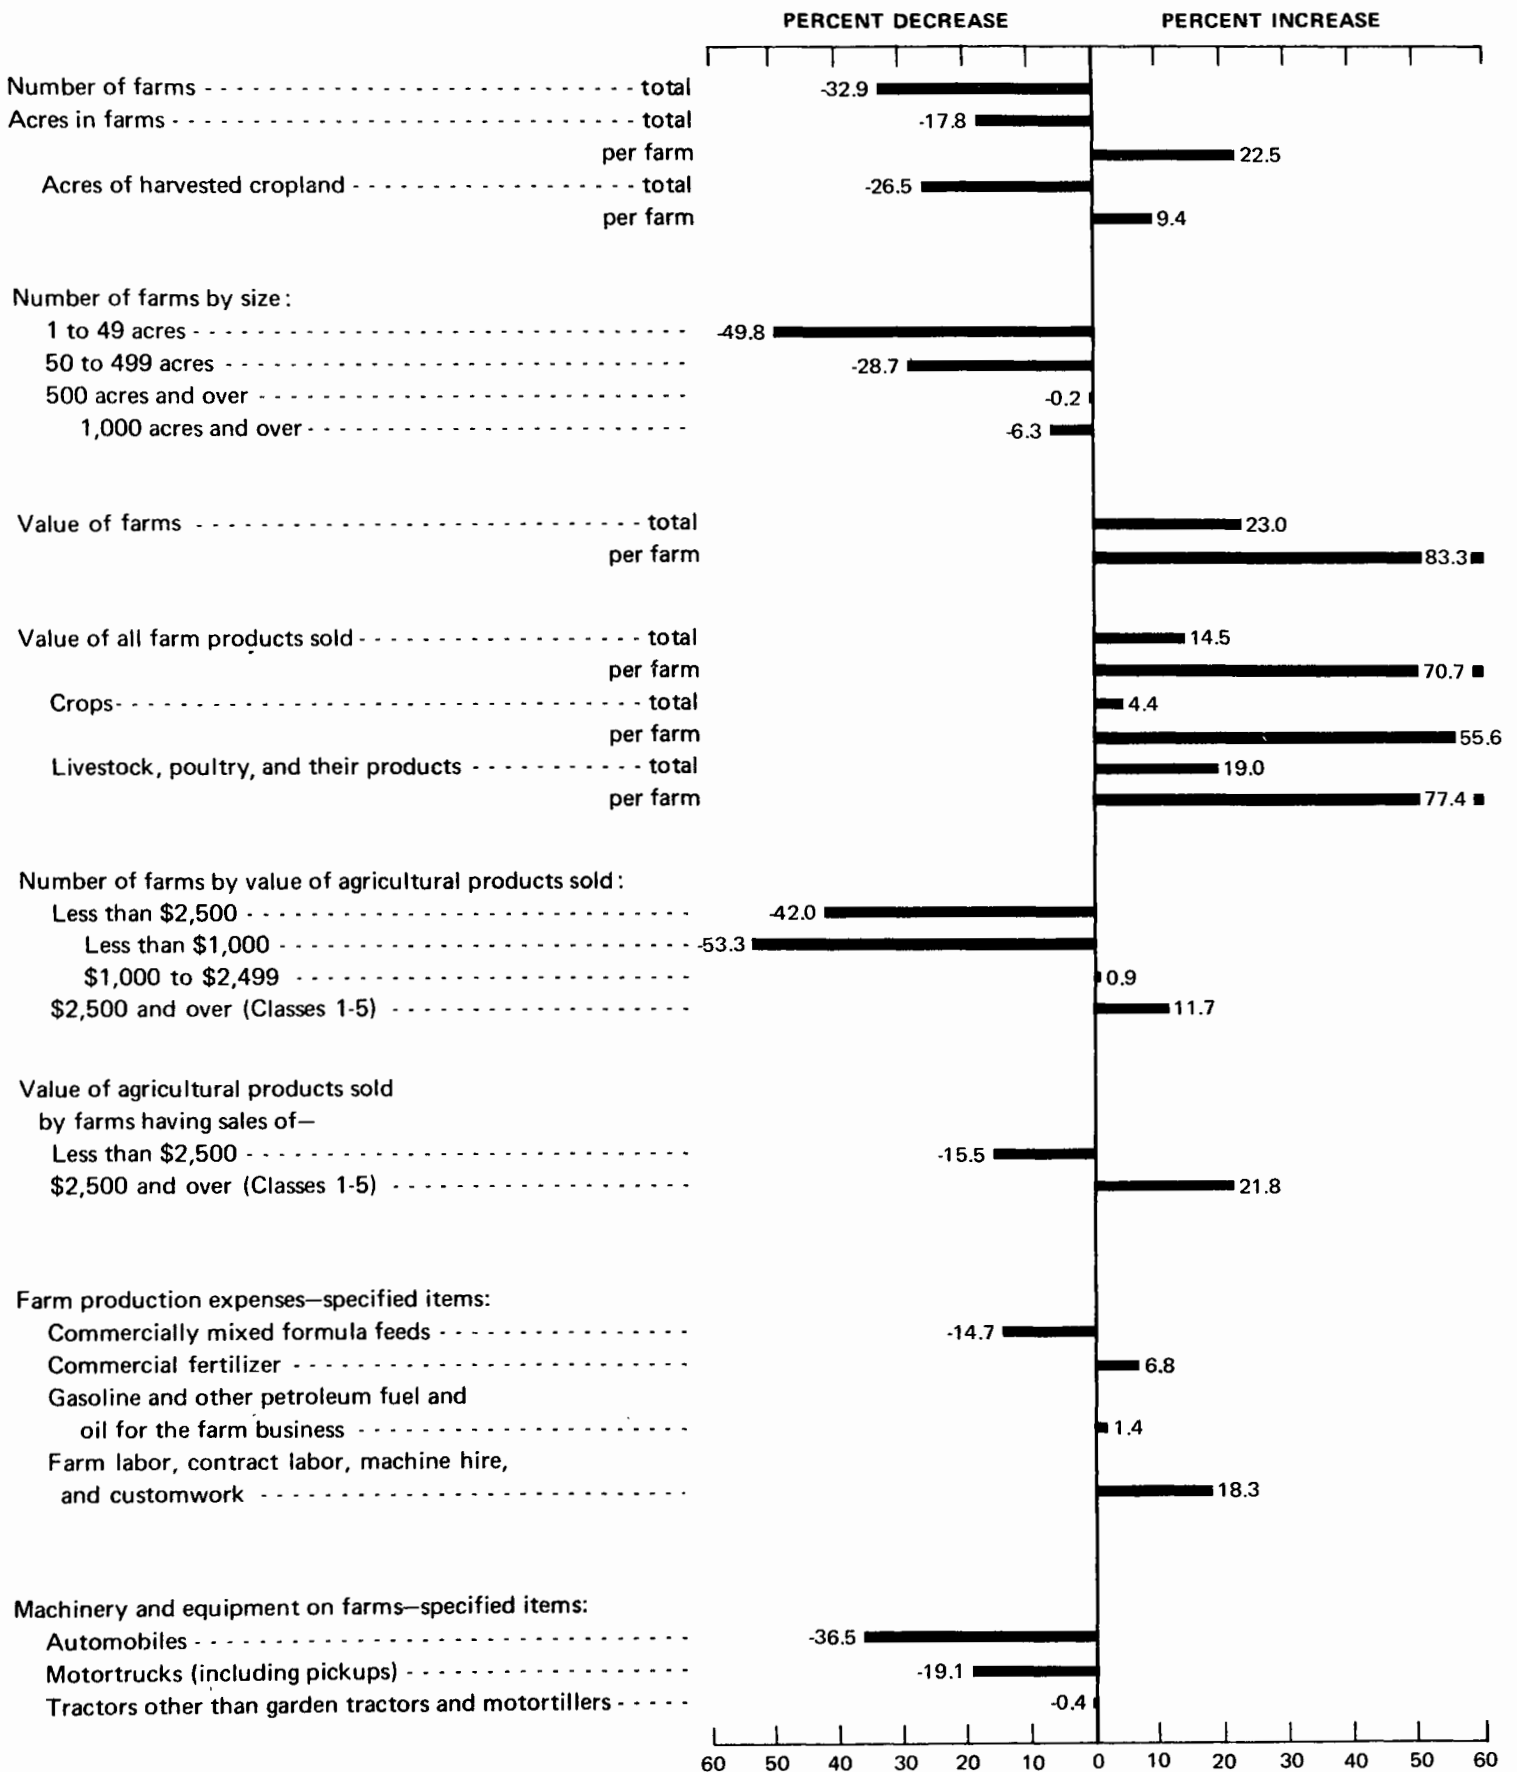 PERCENT DECREASE PERCENT INCREASE
Number of farms - - - - - - - - - - - - - - - - - - - - - - - - - - - total -32.9
Acres in farms - - - - - - - - - - - - - - - - - - - - - - - - - - - - - total -17.8
per farm 22.5
Acres of harvested cropland - - - - - - - - - - - - - - - - - - total -26.5
per farm 9.4
Number of farms by size:
1 to 49 acres - - - - - - - - - - - - - - - - - - - - - - - - - - - - - - - -49.8
50 to 499 acres - - - - - - - - - - - - - - - - - - - - - - - - - - - - - -28.7
500 acres and over - - - - - - - - - - - - - - - - - - - - - - - - - - - -0.2
1,000 acres and over - - - - - - - - - - - - - - - - - - - - - - - - -6.3
Value of farms - - - - - - - - - - - - - - - - - - - - - - - - - - - - total 23.0
per farm 83.3
Value of all farm products sold - - - - - - - - - - - - - - - - - - total 14.5
per farm 70.7
Crops - - - - - - - - - - - - - - - - - - - - - - - - - - - - - - - - - total 4.4
per farm 55.6
Livestock, poultry, and their products - - - - - - - - - - - total 19.0
per farm 77.4
Number of farms by value of agricultural products sold:
Less than $2,500 - - - - - - - - - - - - - - - - - - - - - - - - - - - - -42.0
Less than $1,000 - - - - - - - - - - - - - - - - - - - - - - - - - - -53.3
$1,000 to $2,499 - - - - - - - - - - - - - - - - - - - - - - - - - 0.9
$2,500 and over (Classes 1-5) - - - - - - - - - - - - - - - - - - - 11.7
Value of agricultural products sold
by farms having sales of—
Less than $2,500 - - - - - - - - - - - - - - - - - - - - - - - - - - - - -15.5
$2,500 and over (Classes 1-5) - - - - - - - - - - - - - - - - - - - 21.8
Farm production expenses—specified items:
Commercially mixed formula feeds - - - - - - - - - - - - - - - - -14.7
Commercial fertilizer - - - - - - - - - - - - - - - - - - - - - - - - - 6.8
Gasoline and other petroleum fuel and
oil for the farm business - - - - - - - - - - - - - - - - - - - - - 1.4
Farm labor, contract labor, machine hire,
and customwork - - - - - - - - - - - - - - - - - - - - - - - - - - - 18.3
Machinery and equipment on farms—specified items:
Automobiles - - - - - - - - - - - - - - - - - - - - - - - - - - - - - - - -36.5
Motortrucks (including pickups) - - - - - - - - - - - - - - - - - - -19.1
Tractors other than garden tractors and motortillers - - - - - -0.4
60 50 40 30 20 10 0 10 20 30 40 50 60